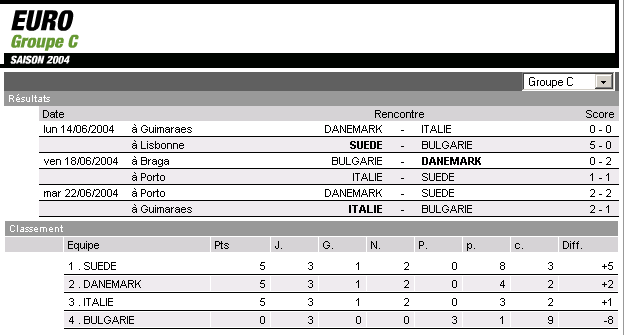 EURO
Groupe C
SAISON 2004
Groupe C
Résultats
Date Rencontre Score
lun 14/06/2004 à Guimaraes DANEMARK - ITALIE 0 - 0
à Lisbonne SUEDE - BULGARIE 5 - 0
ven 18/06/2004 à Braga BULGARIE - DANEMARK 0 - 2
à Porto ITALIE - SUEDE 1 - 1
mar 22/06/2004 à Porto DANEMARK - SUEDE 2 - 2
à Guimaraes ITALIE - BULGARIE 2 - 1
Classement
Equipe Pts J. G. N. P. p. c. Diff.
1 . SUEDE 5 3 1 2 0 8 3 +5
2 . DANEMARK 5 3 1 2 0 4 2 +2
3 . ITALIE 5 3 1 2 0 3 2 +1
4 . BULGARIE 0 3 0 0 3 1 9 -8